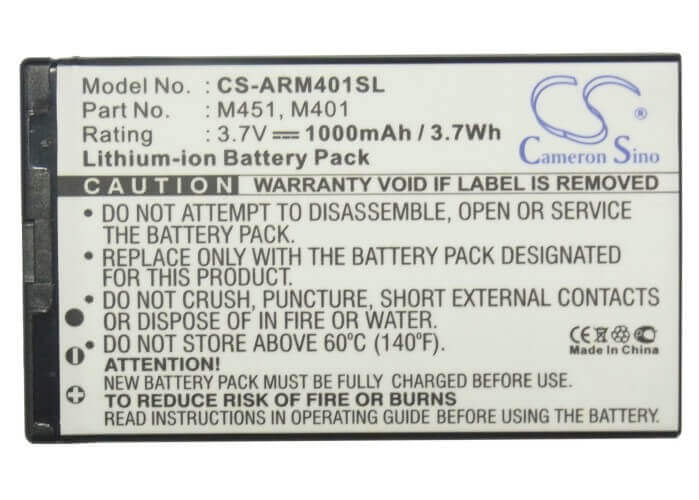 Model No.: CS-ARM401SL
Part No.: M451, M401
Rating : 3.7V 1000mAh / 3.7Wh
Lithium-ion Battery Pack
CS
Cameron Sino
CAUTION WARRANTY VOID IF LABEL IS REMOVED
• DO NOT ATTEMPT TO DISASSEMBLE, OPEN OR SERVICE
THE BATTERY PACK.
• REPLACE ONLY WITH THE BATTERY PACK DESIGNATED
FOR THIS PRODUCT.
• DO NOT CRUSH, PUNCTURE, SHORT EXTERNAL CONTACTS
OR DISPOSE OF IN FIRE OR WATER.
• DO NOT STORE ABOVE 60°C (140°F).
BEFORE USING
NEW BATTERY PACK MUST BE FULLY CHARGED
TO REDUCE RISK OF FIRE OR BURNS
READ INSTRUCTIONS IN OPERATING GUIDE BEFORE USING THE BATTERY.
CE
Made In China